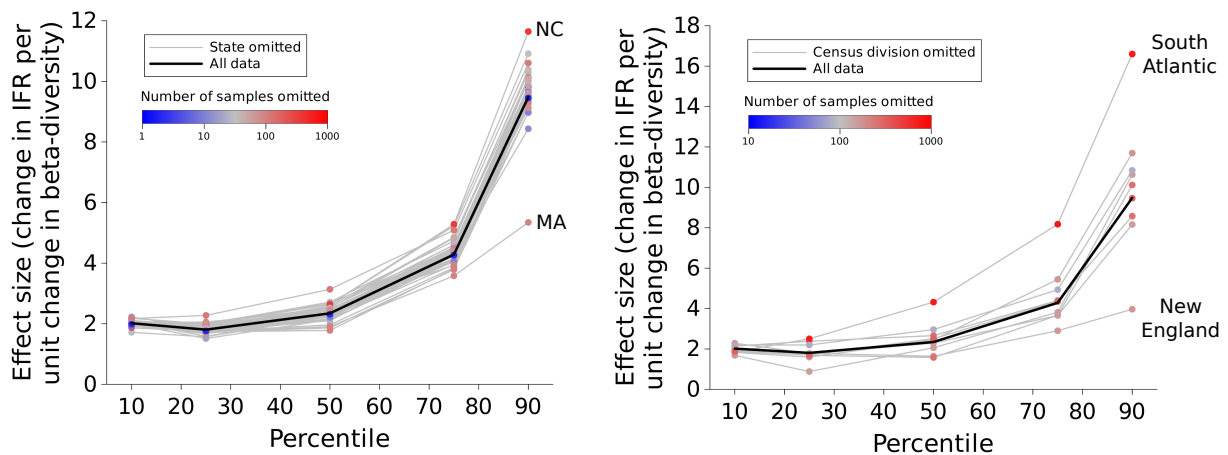 Effect size (change in IFR per
unit change in beta-diversity)
12
10
8
6
4
2
0
State omitted
All data
Number of samples omitted
1 10 100 1000
NC
MA
10 20 30 40 50 60 70 80 90
Percentile
Effect size (change in IFR per
unit change in beta-diversity)
18
16
14
12
10
8
6
4
2
0
Census division omitted
All data
Number of samples omitted
10 100 1000
South
Atlantic
New
England
10 20 30 40 50 60 70 80 90
Percentile